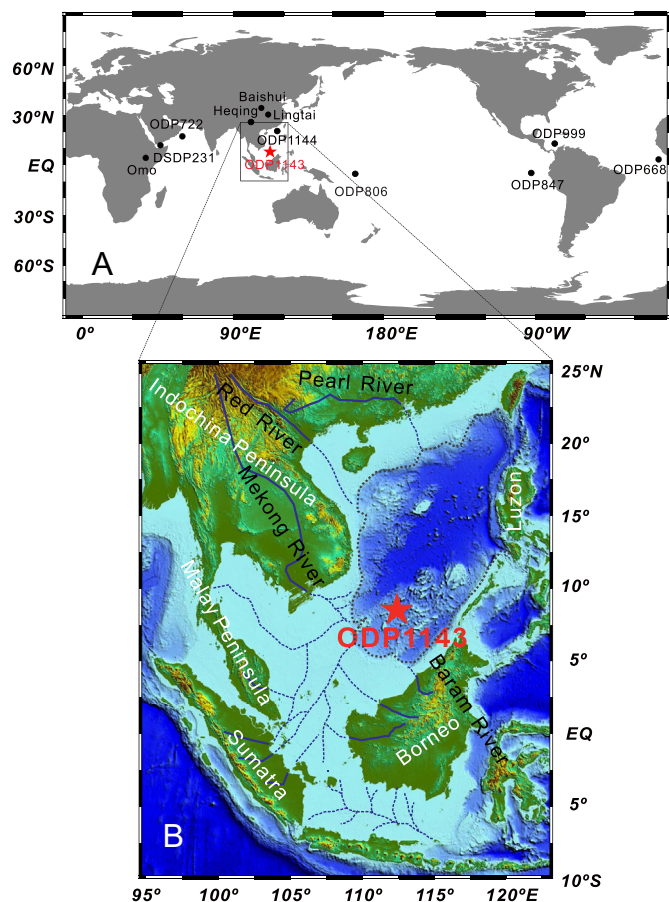 60ºN
30ºN
EQ
30ºS
60ºS
Baishui
Heqing
Lingtai
ODP722
ODP1144
DSDP231
ODP1143
Omo
ODP806
ODP999
ODP847
ODP668
A
0º
90ºE
180ºE
90ºW
Pearl River
Red River
Indochina Peninsula
Mekong River
Luzon
Malay Peninsula
ODP1143
Baram River
Borneo
Sumatra
B
25ºN
20º
15º
10º
5º
EQ
5º
10ºS
95ºE
100º
105º
110º
115º
120ºE